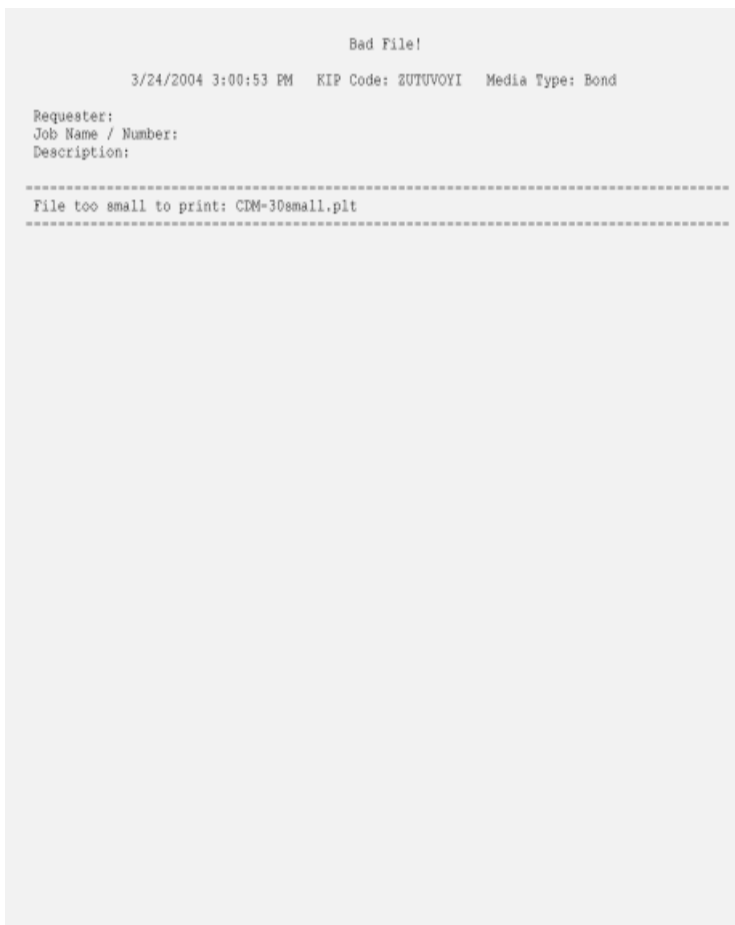 Bad File!
3/24/2004 3:00:53 PM KIP Code: ZUTUVOYI Media Type: Bond
Requester:
Job Name / Number:
Description:
================================================================================
File too small to print: CDM-30small.plt
================================================================================